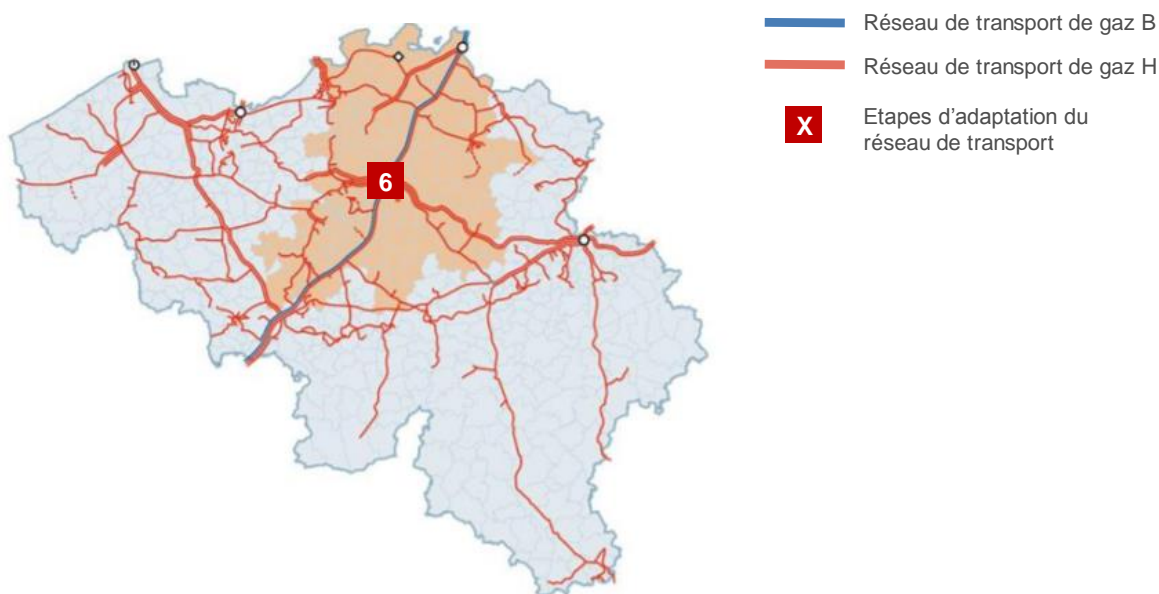 Réseau de transport de gaz B
Réseau de transport de gaz H
X
Etapes d'adaptation du
réseau de transport
6